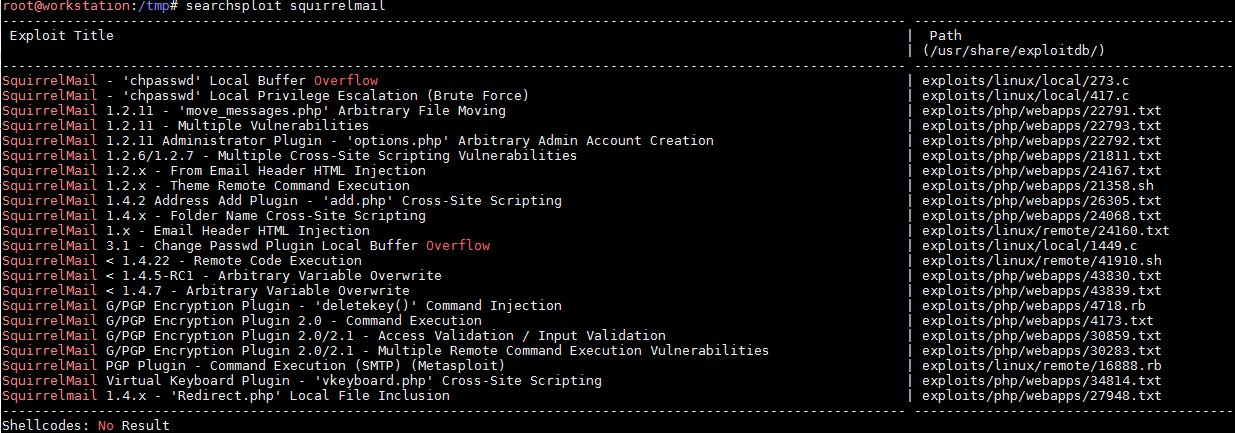 root@workstation:/tmp# searchsploit squirrelmail
------------------------------------------------------------------------------------------------------------- ----------------------------------------
Exploit Title | Path
| (/usr/share/exploitdb/)
------------------------------------------------------------------------------------------------------------- ----------------------------------------
SquirrelMail - 'chpasswd' Local Buffer Overflow | exploits/linux/local/273.c
SquirrelMail - 'chpasswd' Local Privilege Escalation (Brute Force) | exploits/linux/local/417.c
SquirrelMail 1.2.11 - 'move_messages.php' Arbitrary File Moving | exploits/php/webapps/22791.txt
SquirrelMail 1.2.11 - Multiple Vulnerabilities | exploits/php/webapps/22793.txt
SquirrelMail 1.2.11 Administrator Plugin - 'options.php' Arbitrary Admin Account Creation | exploits/php/webapps/22792.txt
SquirrelMail 1.2.6/1.2.7 - Multiple Cross-Site Scripting Vulnerabilities | exploits/php/webapps/21811.txt
SquirrelMail 1.2.x - From Email Header HTML Injection | exploits/php/webapps/24167.txt
SquirrelMail 1.2.x - Theme Remote Command Execution | exploits/php/webapps/21358.sh
SquirrelMail 1.4.2 Address Add Plugin - 'add.php' Cross-Site Scripting | exploits/php/webapps/26305.txt
SquirrelMail 1.4.x - Folder Name Cross-Site Scripting | exploits/php/webapps/24068.txt
SquirrelMail 1.x - Email Header HTML Injection | exploits/linux/remote/24160.txt
SquirrelMail 3.1 - Change Passwd Plugin Local Buffer Overflow | exploits/linux/local/1449.c
SquirrelMail < 1.4.22 - Remote Code Execution | exploits/linux/remote/41910.sh
SquirrelMail < 1.4.5-RC1 - Arbitrary Variable Overwrite | exploits/php/webapps/43830.txt
SquirrelMail < 1.4.7 - Arbitrary Variable Overwrite | exploits/php/webapps/43839.txt
SquirrelMail G/PGP Encryption Plugin - 'deletekey()' Command Injection | exploits/php/webapps/4718.rb
SquirrelMail G/PGP Encryption Plugin 2.0 - Command Execution | exploits/php/webapps/4173.txt
SquirrelMail G/PGP Encryption Plugin 2.0/2.1 - Access Validation / Input Validation | exploits/php/webapps/30859.txt
SquirrelMail G/PGP Encryption Plugin 2.0/2.1 - Multiple Remote Command Execution Vulnerabilities | exploits/php/webapps/30283.txt
SquirrelMail PGP Plugin - Command Execution (SMTP) (Metasploit) | exploits/linux/remote/16888.rb
SquirrelMail Virtual Keyboard Plugin - 'vkeyboard.php' Cross-Site Scripting | exploits/php/webapps/34814.txt
SquirrelMail 1.4.x - 'Redirect.php' Local File Inclusion | exploits/php/webapps/27948.txt
------------------------------------------------------------------------------------------------------------- ----------------------------------------
Shellcodes: No Result